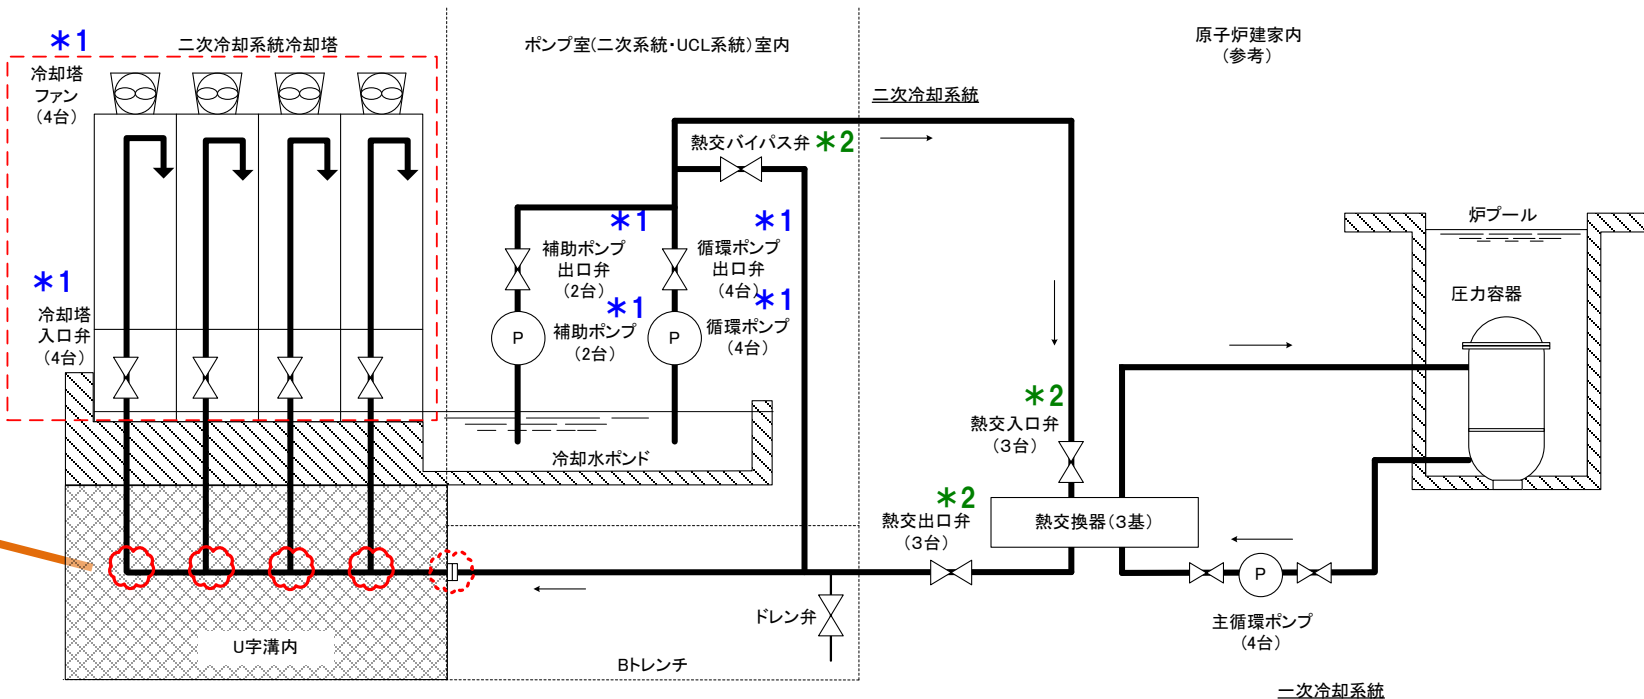 *1
二次冷却系統冷却塔
冷却塔
ファン
(4台)
*1
冷却塔
入口弁
(4台)
ポンプ室(二次系統・UCL系統)室内
原子炉建家内
(参考)
二次冷却系統
熱交バイパス弁 *2
*1
補助ポンプ
出口弁
(2台)
*1
循環ポンプ
出口弁
(4台)
*1
P
補助ポンプ
(2台)
*1
P
循環ポンプ
(4台)
冷却水ポンド
炉プール
圧力容器
*2
熱交入口弁
(3台)
*2
熱交出口弁
(3台)
熱交換器(3基)
P
主循環ポンプ
(4台)
ドレン弁
U字溝内
Bトレンチ
一次冷却系統